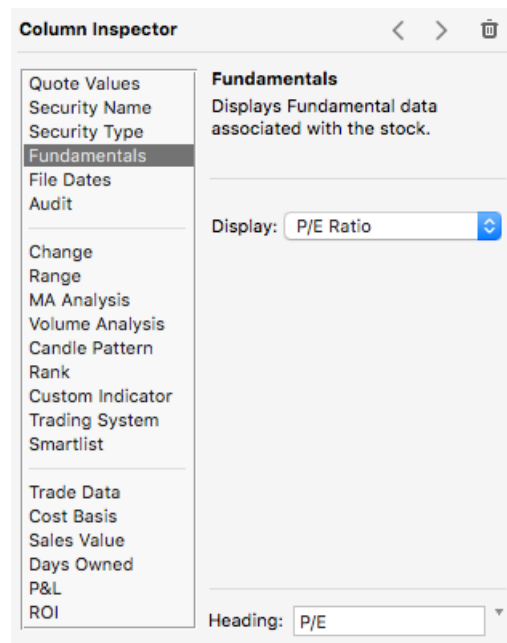 Column Inspector
Quote Values
Security Name
Security Type
Fundamentals
File Dates
Audit
Change
Range
MA Analysis
Volume Analysis
Candle Pattern
Rank
Custom Indicator
Trading System
Smartlist
Trade Data
Cost Basis
Sales Value
Days Owned
P&L
ROI
Fundamentals
Displays Fundamental data
associated with the stock.
Display: P/E Ratio
Heading: P/E